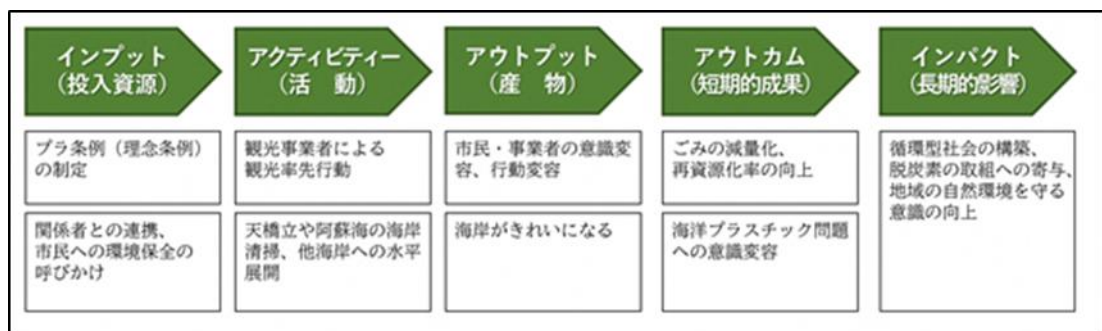 インプット
(投入資源)
アクティビティー
(活 動)
アウトプット
(産 物)
アウトカム
(短期的成果)
インパクト
(長期的影響)
プラ条例(理念条例)
の制定
観光事業者による
観光率先行動
市民・事業者の意識変
容、行動変容
ごみの減量化、
再資源化率の向上
循環型社会の構築、
脱炭素の取組への寄与、
地域の自然環境を守る
意識の向上
関係者との連携、
市民への環境保全の
呼びかけ
天橋立や阿蘇海の海岸
清掃、他海岸への水平
展開
海岸がきれいになる
海洋プラスチック問題
への意識変容